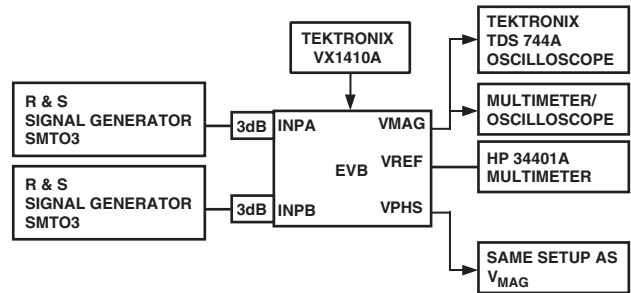 TEKTRONIX
VX1410A
TEKTRONIX
TDS 744A
OSCILLOSCOPE
R & S
SIGNAL GENERATOR
SMTO3
3dB
INPA
VMAG
MULTIMETER/
OSCILLOSCOPE
EVB
VREF
HP 34401A
MULTIMETER
R & S
SIGNAL GENERATOR
SMTO3
3dB
INPB
VPHS
SAME SETUP AS
VMAG